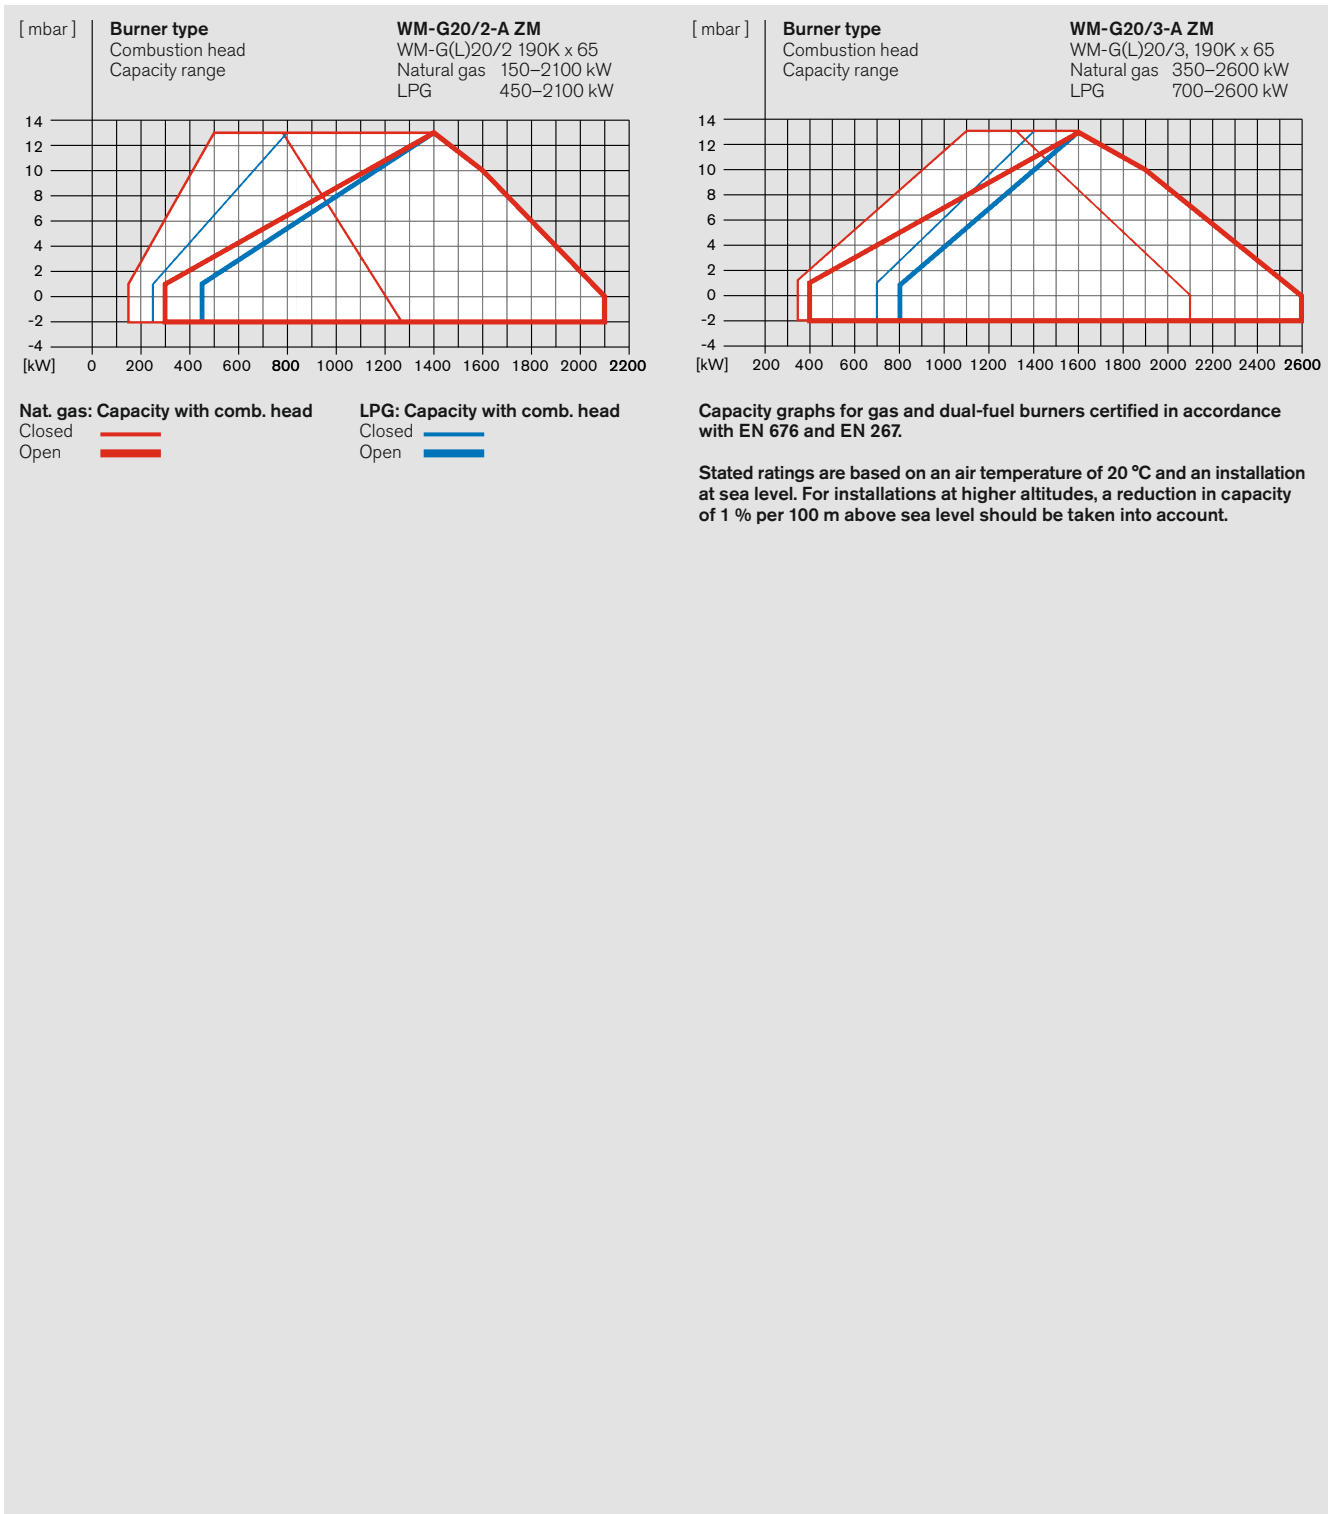 [ mbar ]
Burner type WM-G20/2-A ZM
Combustion head WM-G(L)20/2 190K x 65
Capacity range Natural gas 150–2100 kW
LPG 450–2100 kW
14
12
10
8
6
4
2
0
-2
-4
[kW] 0 200 400 600 800 1000 1200 1400 1600 1800 2000 2200
Nat. gas: Capacity with comb. head
Closed
Open
LPG: Capacity with comb. head
Closed
Open
[ mbar ]
Burner type WM-G20/3-A ZM
Combustion head WM-G(L)20/3, 190K x 65
Capacity range Natural gas 350–2600 kW
LPG 700–2600 kW
14
12
10
8
6
4
2
0
-2
-4
[kW] 200 400 600 800 1000 1200 1400 1600 1800 2000 2200 2400 2600
Capacity graphs for gas and dual-fuel burners certified in accordance
with EN 676 and EN 267.
Stated ratings are based on an air temperature of 20 °C and an installation
at sea level. For installations at higher altitudes, a reduction in capacity
of 1 % per 100 m above sea level should be taken into account.